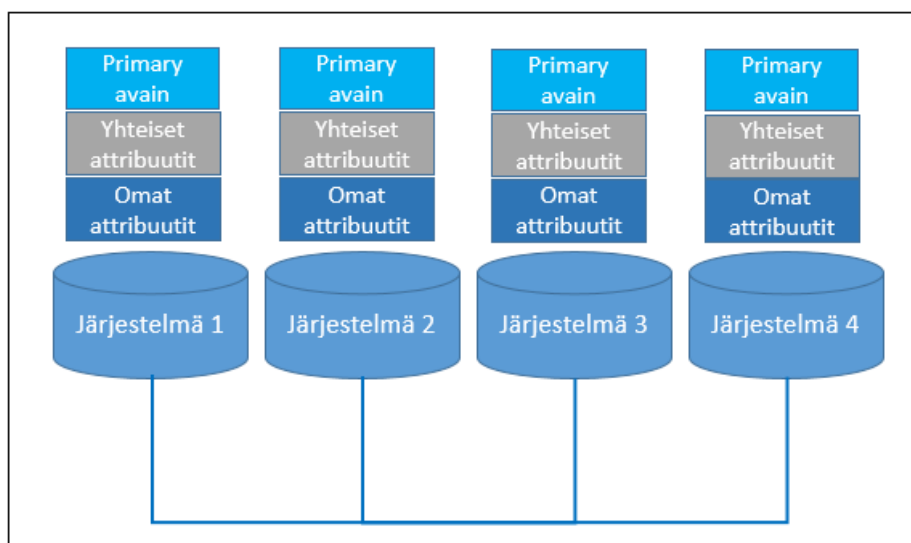 Primary
avain
Yhteiset
attribuutit
Omat
attribuutit
Järjestelmä 1
Primary
avain
Yhteiset
attribuutit
Omat
attribuutit
Järjestelmä 2
Primary
avain
Yhteiset
attribuutit
Omat
attribuutit
Järjestelmä 3
Primary
avain
Yhteiset
attribuutit
Omat
attribuutit
Järjestelmä 4